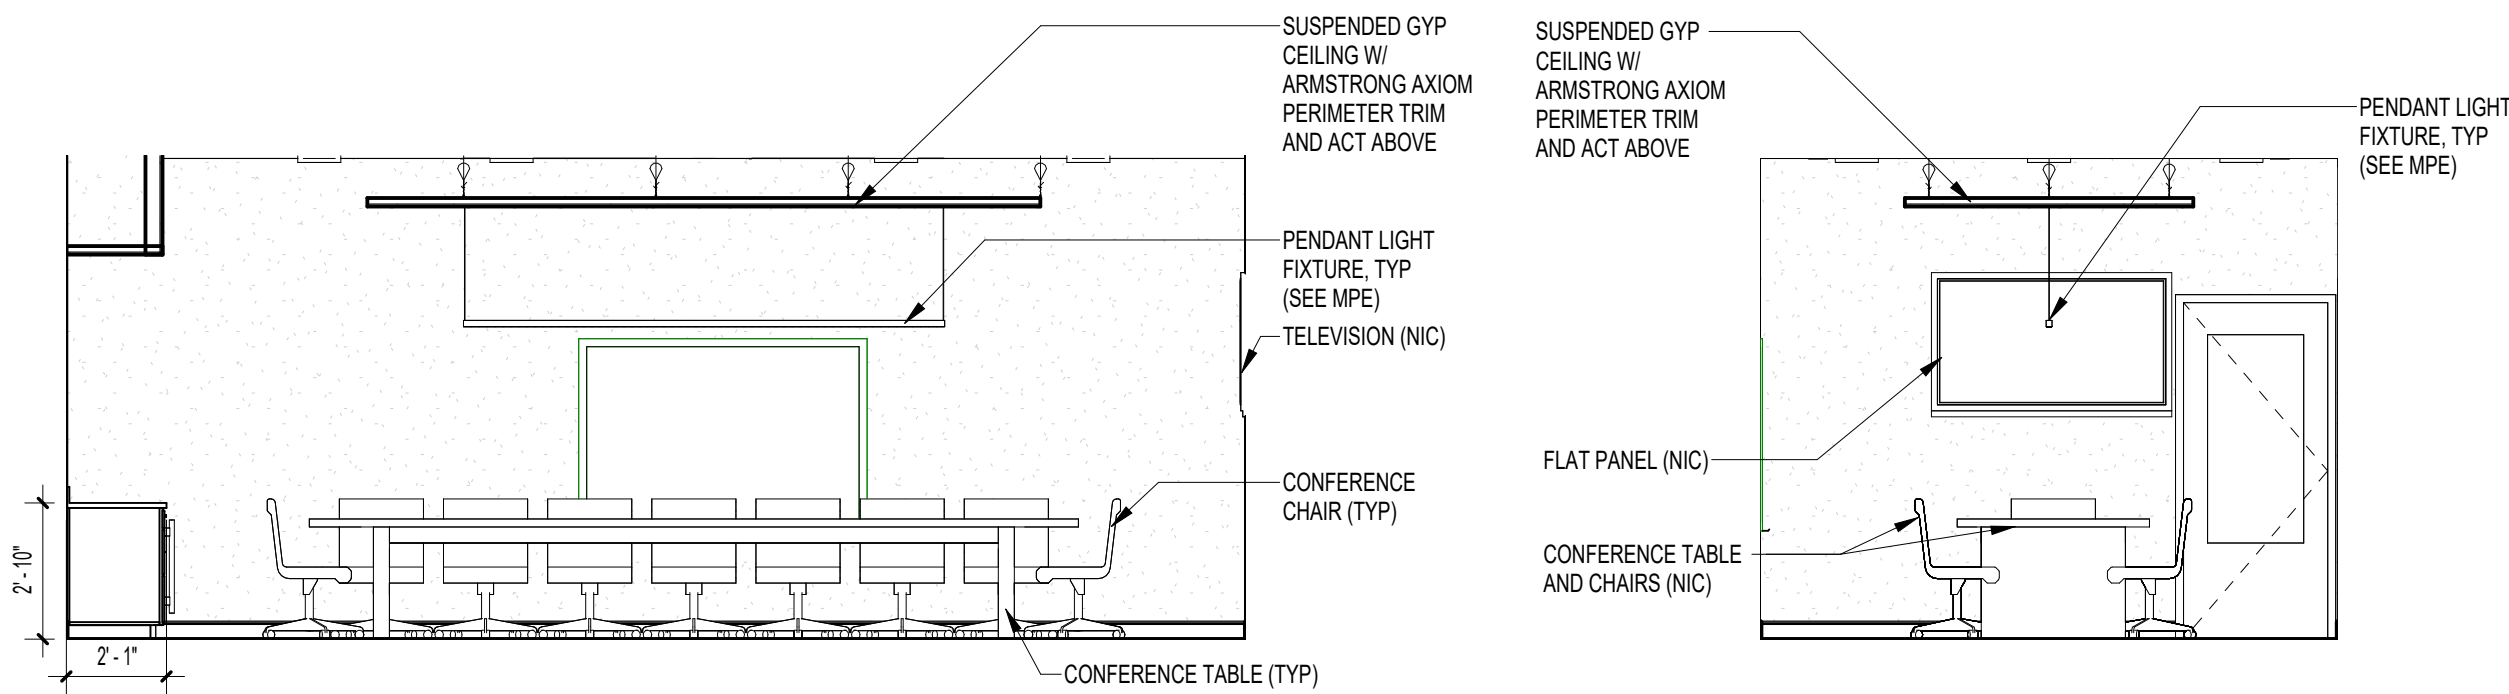 SUSPENDED GYP
CEILING W/
ARMSTRONG AXIOM
PERIMETER TRIM
AND ACT ABOVE
PENDANT LIGHT
FIXTURE, TYP
(SEE MPE)
TELEVISION (NIC)
CONFERENCE
CHAIR (TYP)
CONFERENCE TABLE (TYP)
2' - 10"
2' - 1"
SUSPENDED GYP
CEILING W/
ARMSTRONG AXIOM
PERIMETER TRIM
AND ACT ABOVE
PENDANT LIGHT
FIXTURE, TYP
(SEE MPE)
FLAT PANEL (NIC)
CONFERENCE TABLE
AND CHAIRS (NIC)